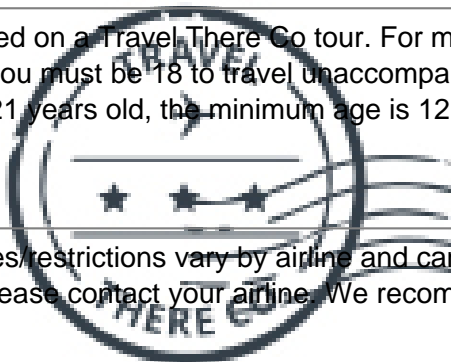 ed on a Travel There Co tour. For m
ou must be 18 to travel unaccompa
21 years old, the minimum age is 12
TRAVEL
es/restrictions vary by airline and car
ease contact your airline. We recom
THERE CO.